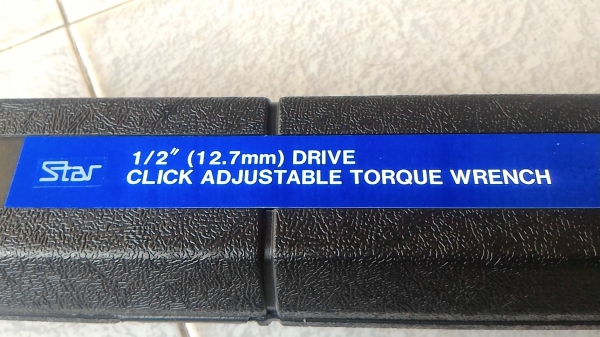 Star
1/2" (12.7mm) DRIVE
CLICK ADJUSTABLE TORQUE WRENCH